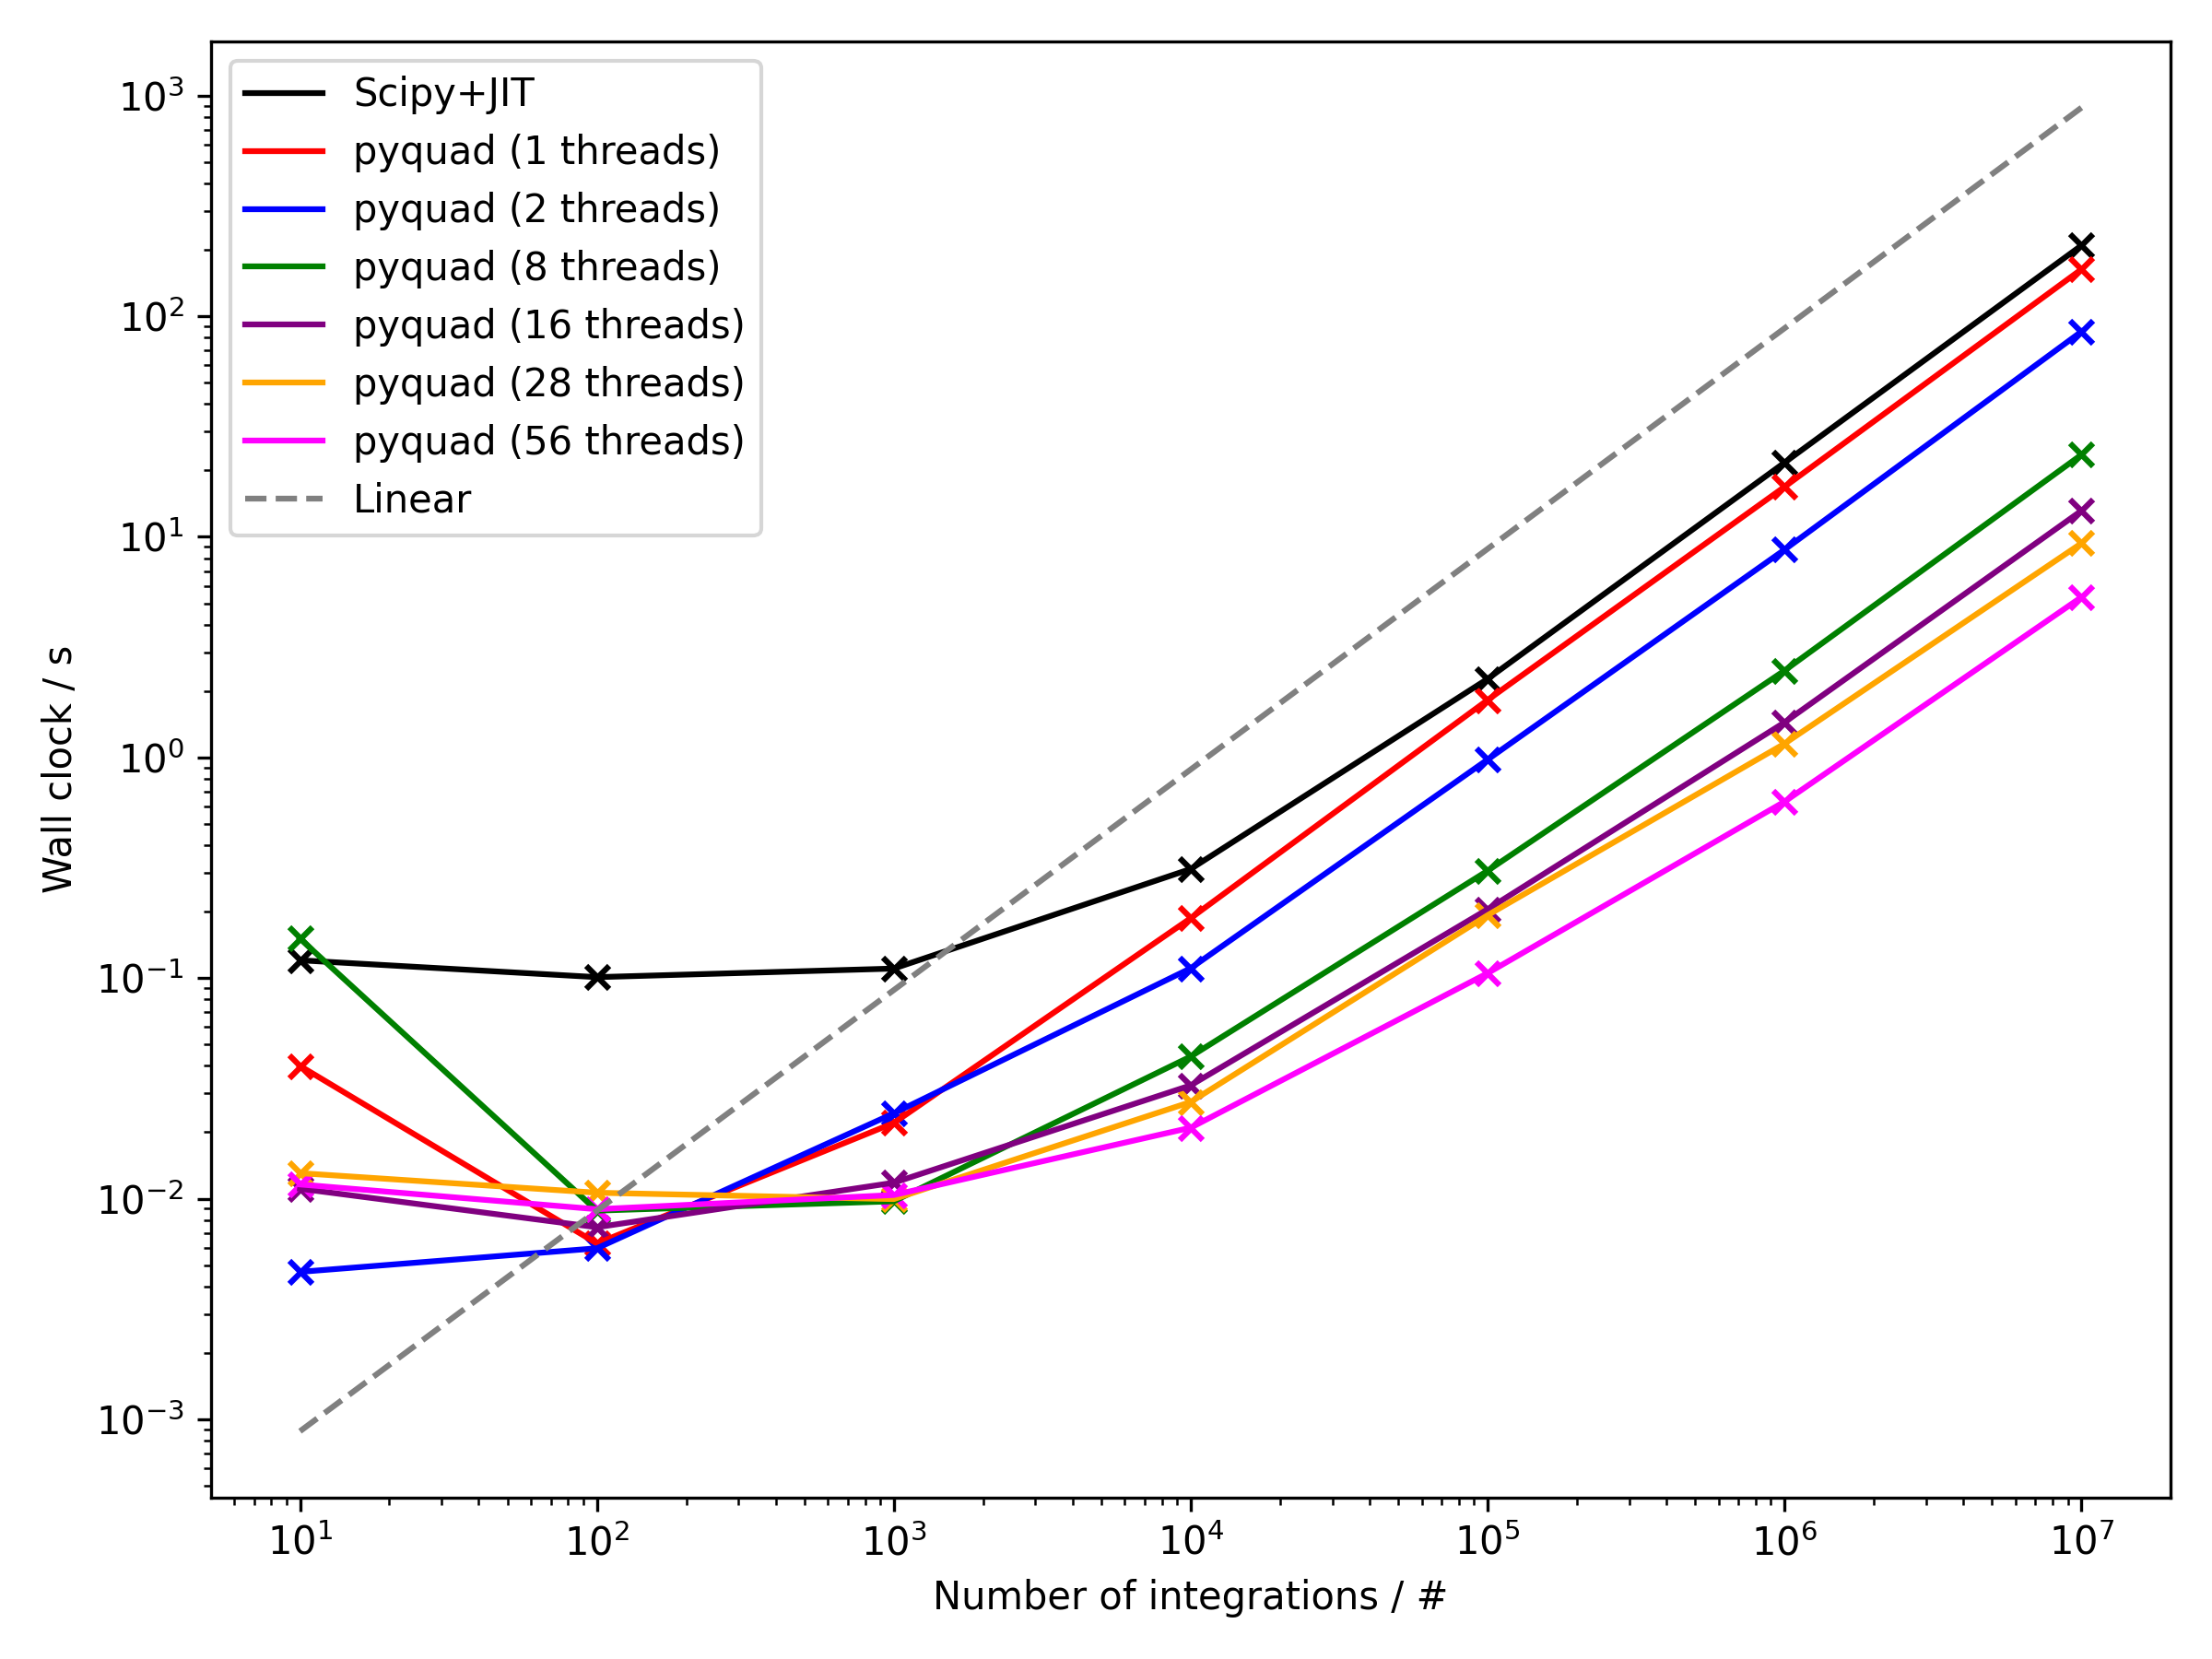 Scipy+JIT
pyquad (1 threads)
pyquad (2 threads)
pyquad (8 threads)
pyquad (16 threads)
pyquad (28 threads)
pyquad (56 threads)
Linear
10³
10²
10¹
10⁰
10⁻¹
10⁻²
10⁻³
Wall clock / s
10¹ 10² 10³ 10⁴ 10⁵ 10⁶ 10⁷
Number of integrations / #